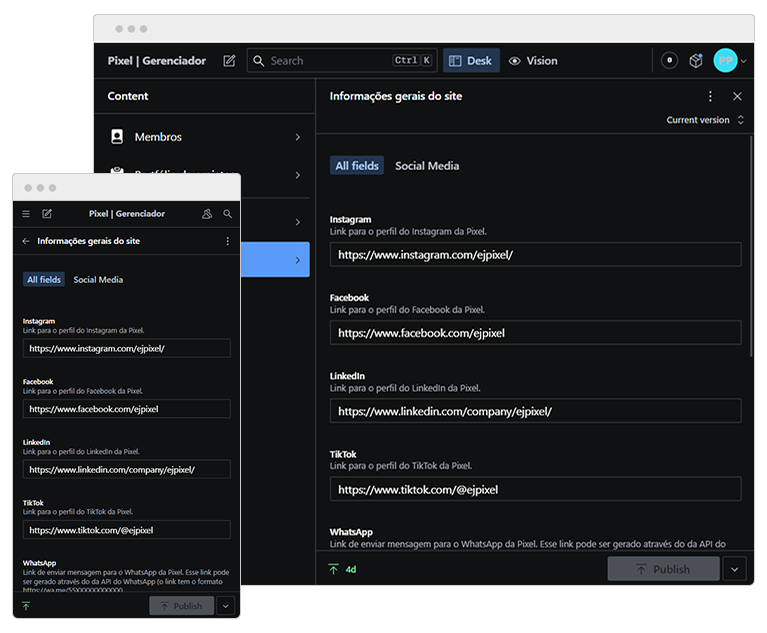 Pixel | Gerenciador
Search
Ctrl K
Desk
Vision
0
PP
Content
Membros
Informações gerais do site
Current version
All fields
Social Media
Instagram
Link para o perfil do Instagram da Pixel.
https://www.instagram.com/ejpixel/
Facebook
Link para o perfil do Facebook da Pixel.
https://www.facebook.com/ejpixel
LinkedIn
Link para o perfil do LinkedIn da Pixel.
https://www.linkedin.com/company/ejpixel/
TikTok
Link para o perfil do TikTok da Pixel.
https://www.tiktok.com/@ejpixel
WhatsApp
Link de enviar mensagem para o WhatsApp da Pixel. Esse link pode ser gerado através do da API do
4d
Publish
Pixel | Gerenciador
Informações gerais do site
All fields
Social Media
Instagram
Link para o perfil do Instagram da Pixel.
https://www.instagram.com/ejpixel/
Facebook
Link para o perfil do Facebook da Pixel.
https://www.facebook.com/ejpixel
LinkedIn
Link para o perfil do LinkedIn da Pixel.
https://www.linkedin.com/company/ejpixel/
TikTok
Link para o perfil do TikTok da Pixel.
https://www.tiktok.com/@ejpixel
WhatsApp
Link de enviar mensagem para o WhatsApp da Pixel. Esse link pode
ser gerado através do da API do WhatsApp (o link tem o formato
Publish